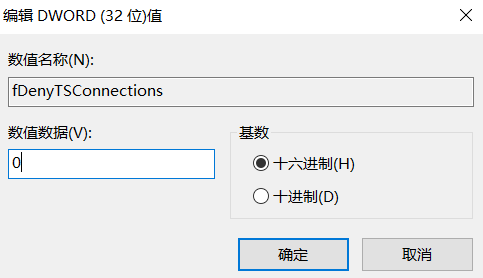 编辑 DWORD (32 位)值
数值名称(N):
fDenyTSConnections
数值数据(V):
基数
0
十六进制(H)
十进制(D)
确定
取消